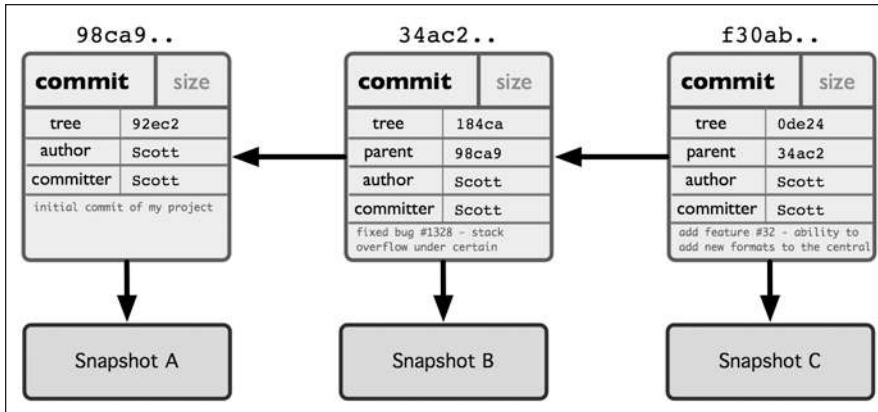 98ca9..
commit size
tree 92ec2
author Scott
committer Scott
initial commit of my project
Snapshot A
34ac2..
commit size
tree 184ca
parent 98ca9
author Scott
committer Scott
fixed bug #1328 - stack
overflow under certain
Snapshot B
f30ab..
commit size
tree 0de24
parent 34ac2
author Scott
committer Scott
add feature #32 - ability to
add new formats to the central
Snapshot C